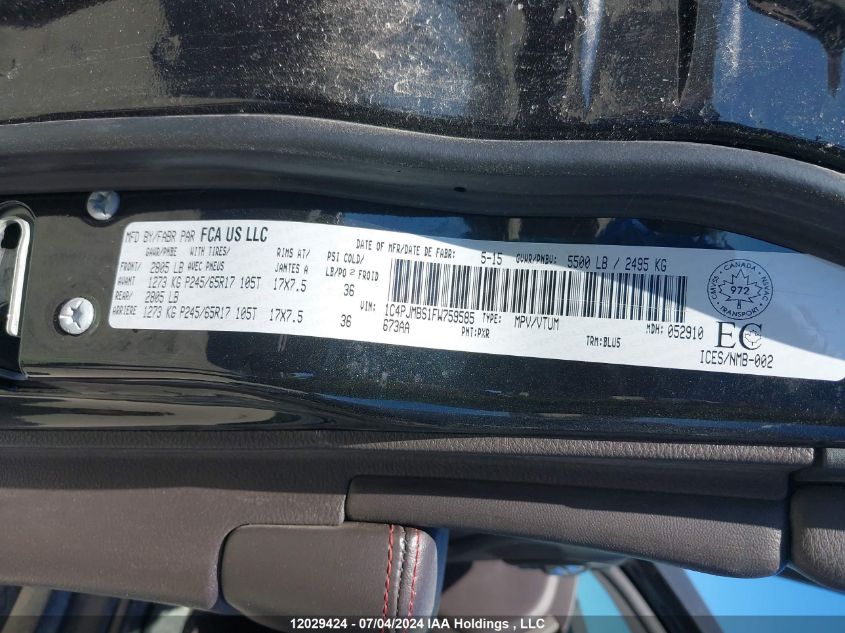 MFD BY/FABR PAR FCA US LLC
GAWR/PNBE WITH TIRES/ RIMS AT/ PSI COLD/
FRONT/ 2805 LB AVEC PNEUS JANTES A LB/PO2 FROID
AVANT 1273 KG P245/65R17 105T 17X7.5 36
REAR/ 2805 LB
ARRIERE 1273 KG P245/65R17 105T 17X7.5 36
DATE OF MFR/DATE DE FABR: 5-15 GVWR/PNBV: 5500 LB / 2495 KG
VIN: 1C4PJMBS1FW759585 TYPE: MPV/VTUM MDH: 052910
673AA PNT:PXR TRM:BLU5
CANADA
972
TRANSPORT
EC
ICES/NMB-002
12029424 - 07/04/2024 IAA Holdings , LLC